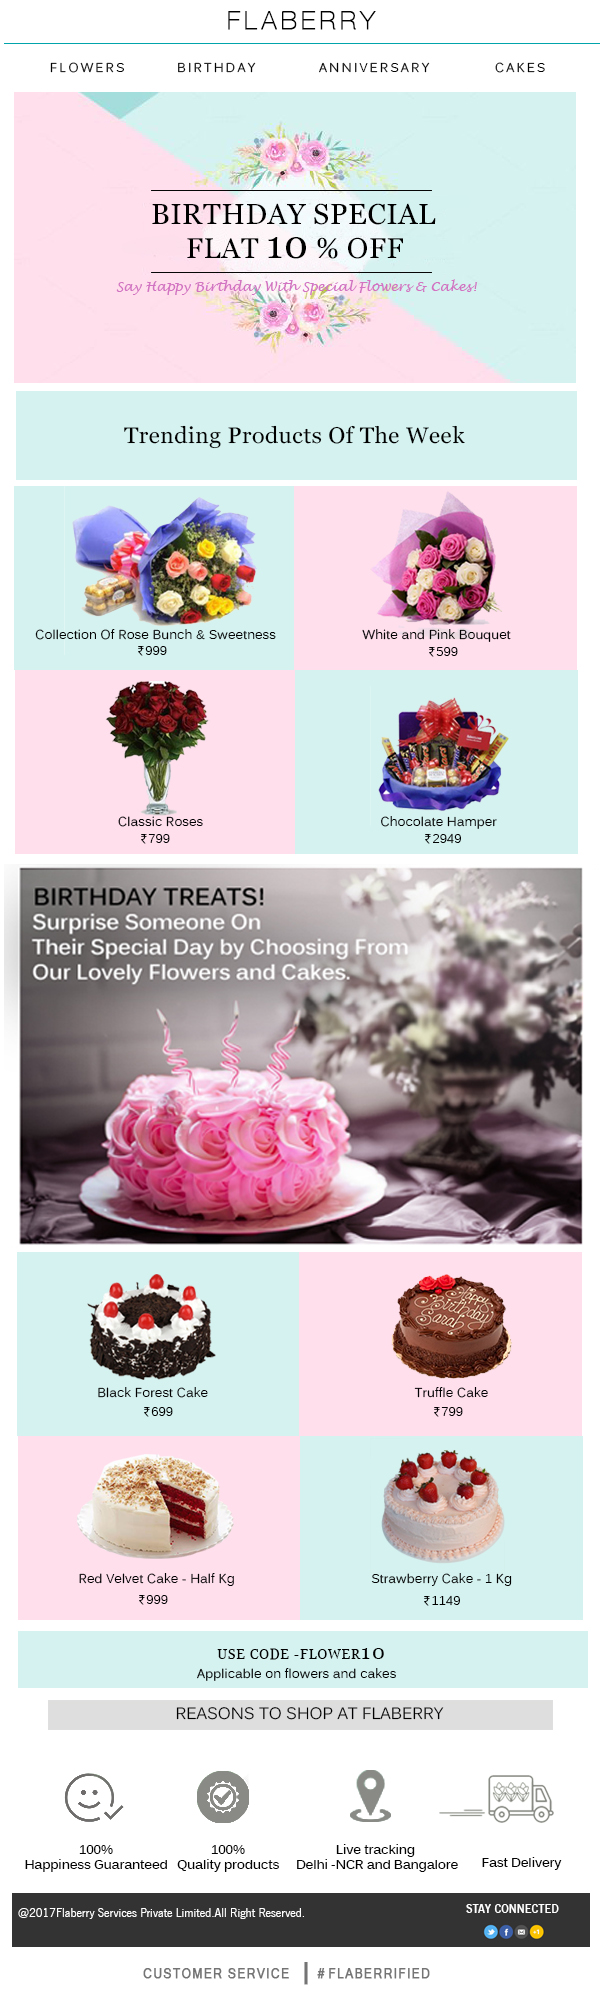 FLABERRY
FLOWERS BIRTHDAY ANNIVERSARY CAKES
BIRTHDAY SPECIAL
FLAT 10 % OFF
Say Happy Birthday With Special Flowers & Cakes!
Trending Products Of The Week
Collection Of Rose Bunch & Sweetness
₹999
White and Pink Bouquet
₹599
Classic Roses
₹799
Chocolate Hamper
₹2949
BIRTHDAY TREATS!
Surprise Someone On
Their Special Day by Choosing From
Our Lovely Flowers and Cakes.
Happy
Birthday
Sarah
Black Forest Cake
₹699
Truffle Cake
₹799
Red Velvet Cake - Half Kg
₹999
Strawberry Cake - 1 Kg
₹1149
USE CODE -FLOWER10
Applicable on flowers and cakes
REASONS TO SHOP AT FLABERRY
100%
Happiness Guaranteed
100%
Quality products
Live tracking
Delhi -NCR and Bangalore
Fast Delivery
@2017Flaberry Services Private Limited.All Right Reserved.
STAY CONNECTED
CUSTOMER SERVICE | #FLABERRIFIED